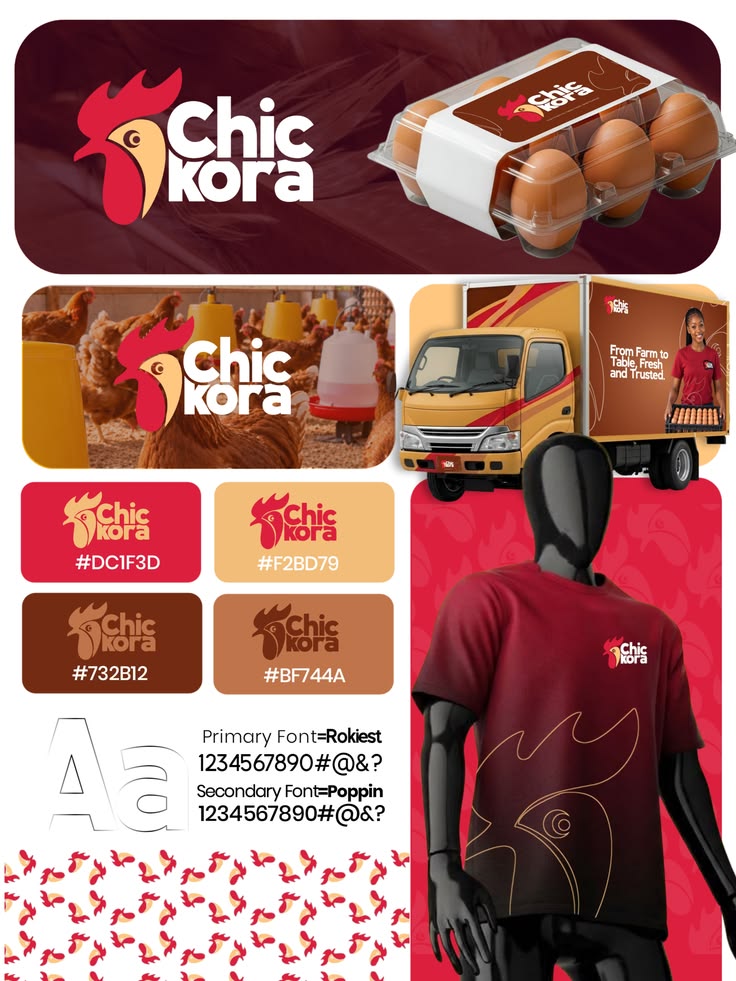 Chic
kora
Chic
kora
Chic
kora
Chic
kora
From Farm to
Table, Fresh
and Trusted.
Chic
kora
#DC1F3D
Chic
kora
#F2BD79
Chic
kora
#732B12
Chic
kora
#BF744A
Chic
kora
Aa
Primary Font=Rokiest
1234567890#@&?
Secondary Font=Poppin
1234567890#@&?